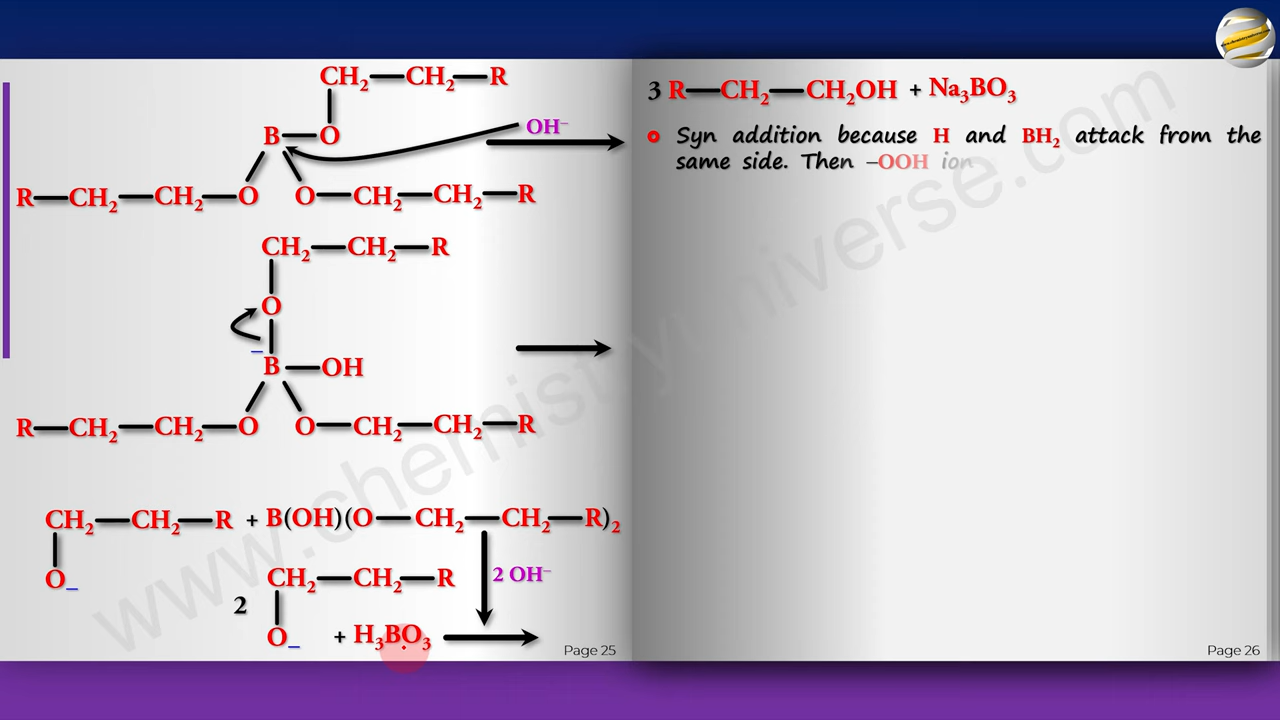 CH₂—CH₂—R
B—O
OH⁻
R—CH₂—CH₂—O O—CH₂—CH₂—R
CH₂—CH₂—R
O
–
B—OH
R—CH₂—CH₂—O O—CH₂—CH₂—R
CH₂—CH₂—R + B(OH)(O—CH₂—CH₂—R)₂
O–
2 OH⁻
2 CH₂—CH₂—R
O– + H₃BO₃
Page 25
3 R—CH₂—CH₂OH + Na₃BO₃
Syn addition because H and BH₂ attack from the
same side. Then –OOH ion
Page 26
www.chemistryuniverse.com